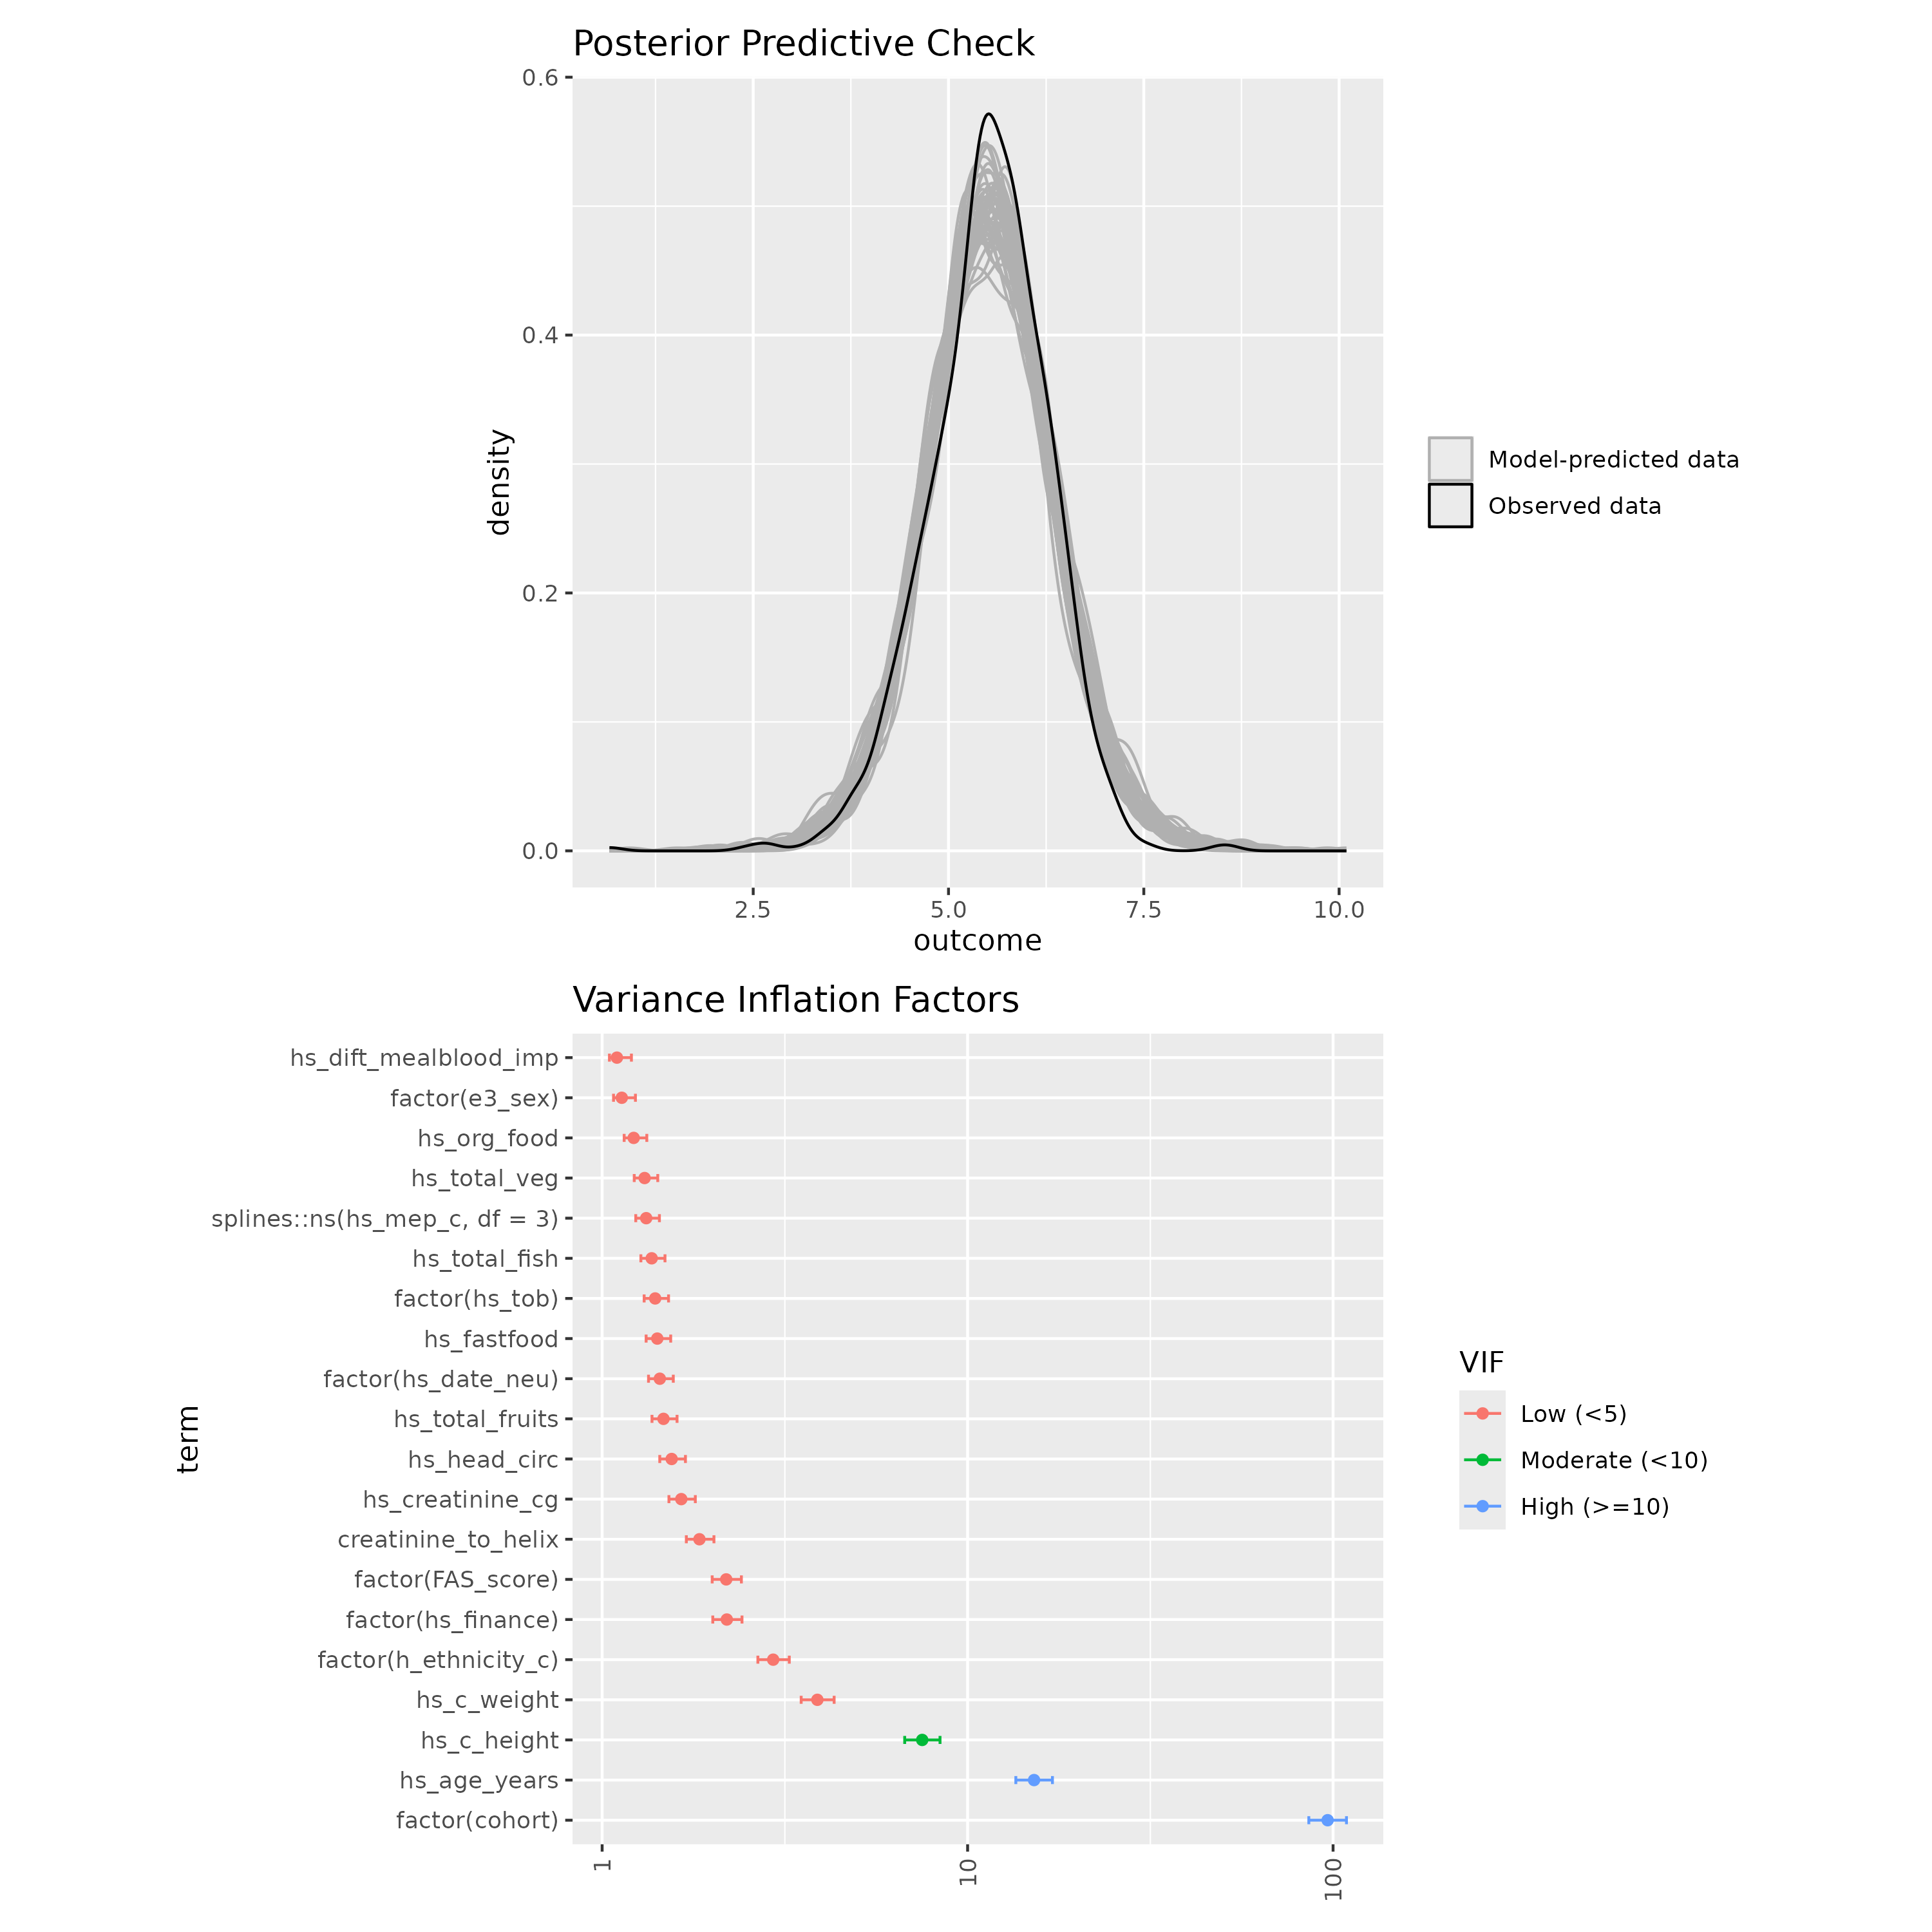 Posterior Predictive Check
0.6
0.4
0.2
0.0
density
2.5 5.0 7.5 10.0
outcome
Model-predicted data
Observed data
Variance Inflation Factors
term
hs_dift_mealblood_imp
factor(e3_sex)
hs_org_food
hs_total_veg
splines::ns(hs_mep_c, df = 3)
hs_total_fish
factor(hs_tob)
hs_fastfood
factor(hs_date_neu)
hs_total_fruits
hs_head_circ
hs_creatinine_cg
creatinine_to_helix
factor(FAS_score)
factor(hs_finance)
factor(h_ethnicity_c)
hs_c_weight
hs_c_height
hs_age_years
factor(cohort)
1 10 100
VIF
Low (<5)
Moderate (<10)
High (>=10)